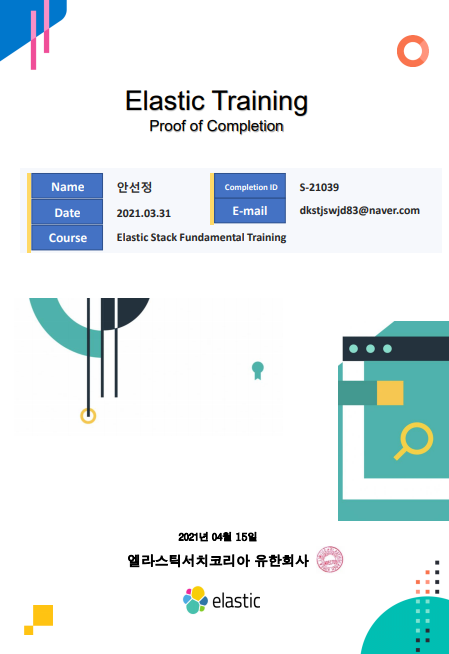 Elastic Training
Proof of Completion
Name 안선정 Completion ID S-21039
Date 2021.03.31 E-mail dkstjswjd83@naver.com
Course Elastic Stack Fundamental Training
2021년 04월 15일
엘라스틱서치코리아 유한회사
elastic